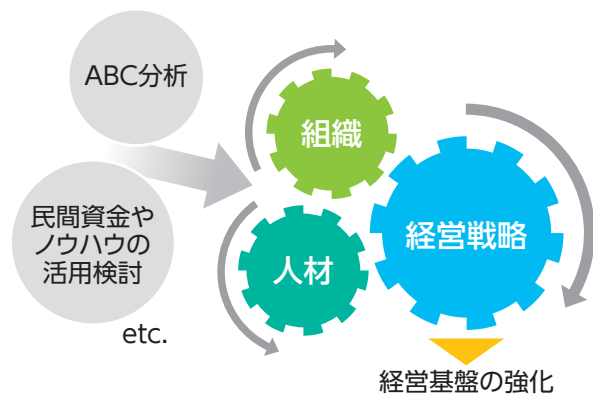 ABC分析
民間資金や
ノウハウの
活用検討
etc.
組織
人材
経営戦略
経営基盤の強化